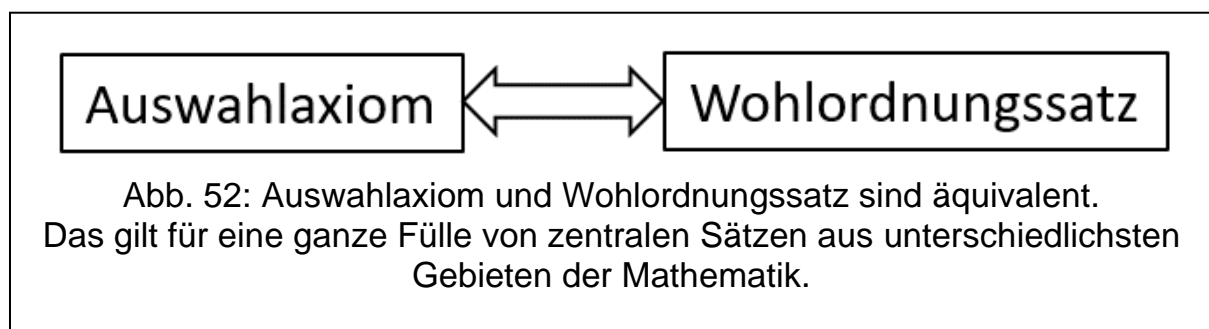 Auswahlaxiom Wohlordnungssatz
Abb. 52: Auswahlaxiom und Wohlordnungssatz sind äquivalent.
Das gilt für eine ganze Fülle von zentralen Sätzen aus unterschiedlichsten
Gebieten der Mathematik.